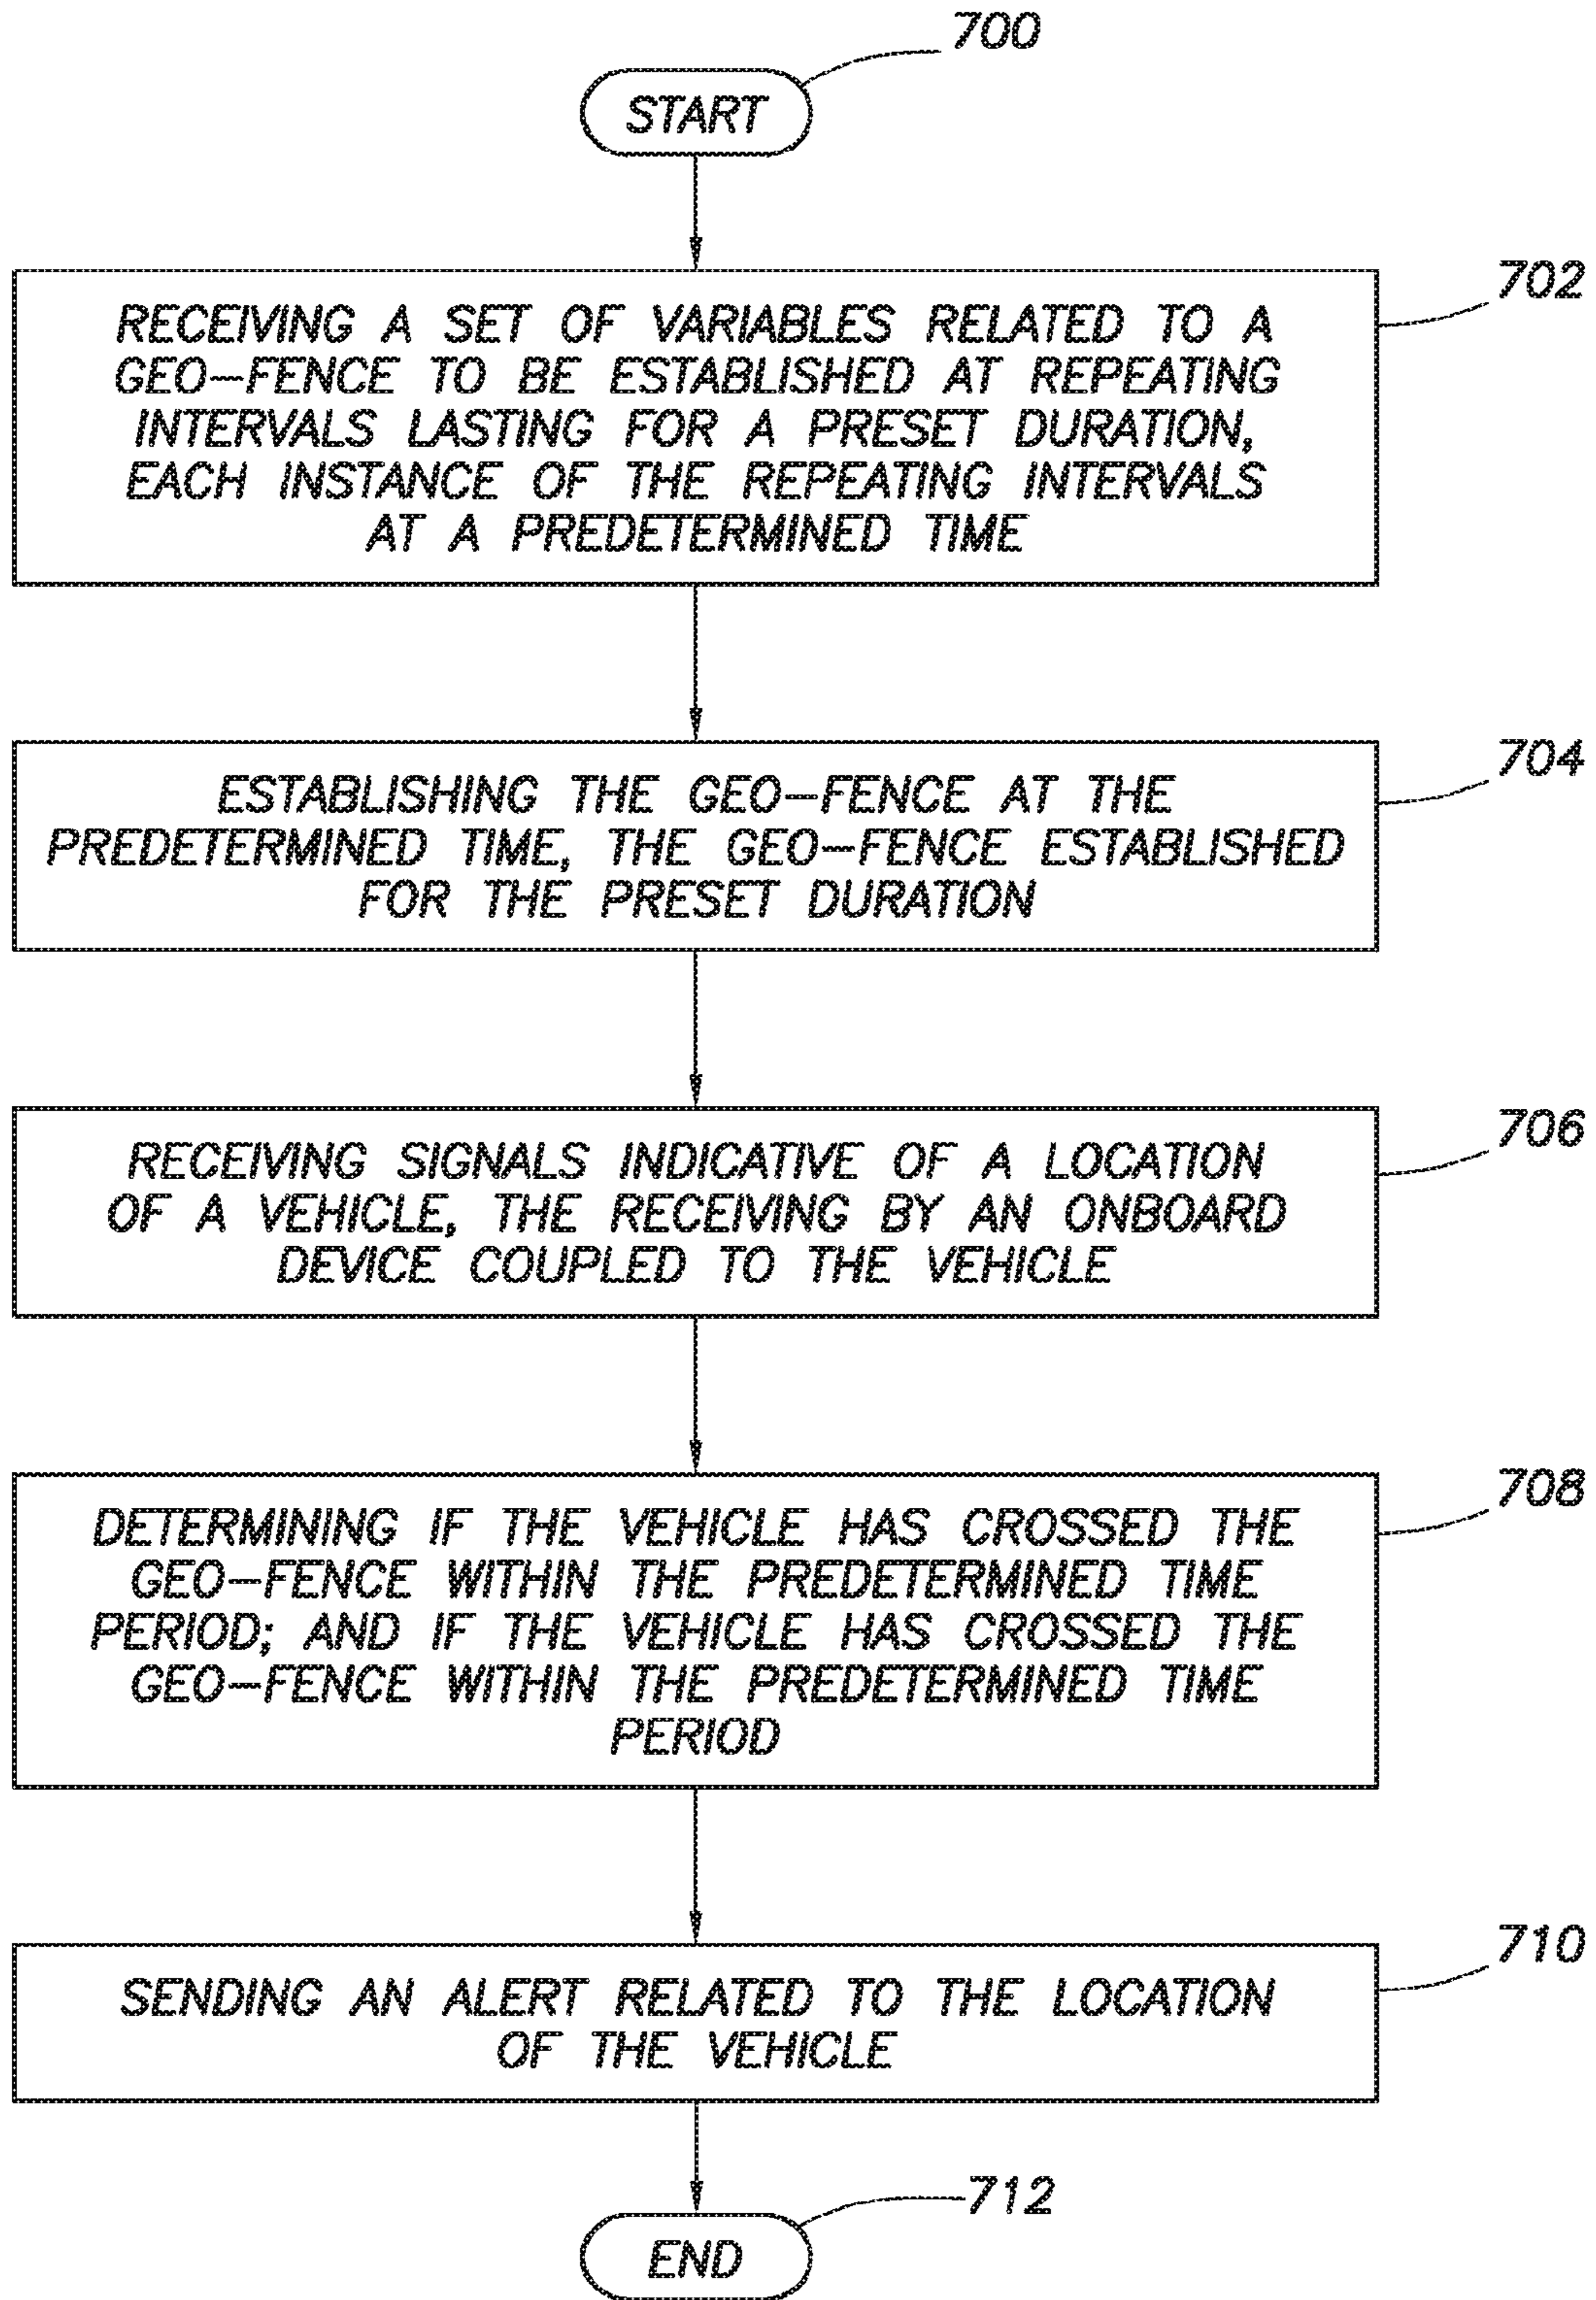 700
START
702
RECEIVING A SET OF VARIABLES RELATED TO A
GEO-FENCE TO BE ESTABLISHED AT REPEATING
INTERVALS LASTING FOR A PRESET DURATION,
EACH INSTANCE OF THE REPEATING INTERVALS
AT A PREDETERMINED TIME
704
ESTABLISHING THE GEO-FENCE AT THE
PREDETERMINED TIME, THE GEO-FENCE ESTABLISHED
FOR THE PRESET DURATION
706
RECEIVING SIGNALS INDICATIVE OF A LOCATION
OF A VEHICLE, THE RECEIVING BY AN ONBOARD
DEVICE COUPLED TO THE VEHICLE
708
DETERMINING IF THE VEHICLE HAS CROSSED THE
GEO-FENCE WITHIN THE PREDETERMINED TIME
PERIOD; AND IF THE VEHICLE HAS CROSSED THE
GEO-FENCE WITHIN THE PREDETERMINED TIME
PERIOD
710
SENDING AN ALERT RELATED TO THE LOCATION
OF THE VEHICLE
712
END